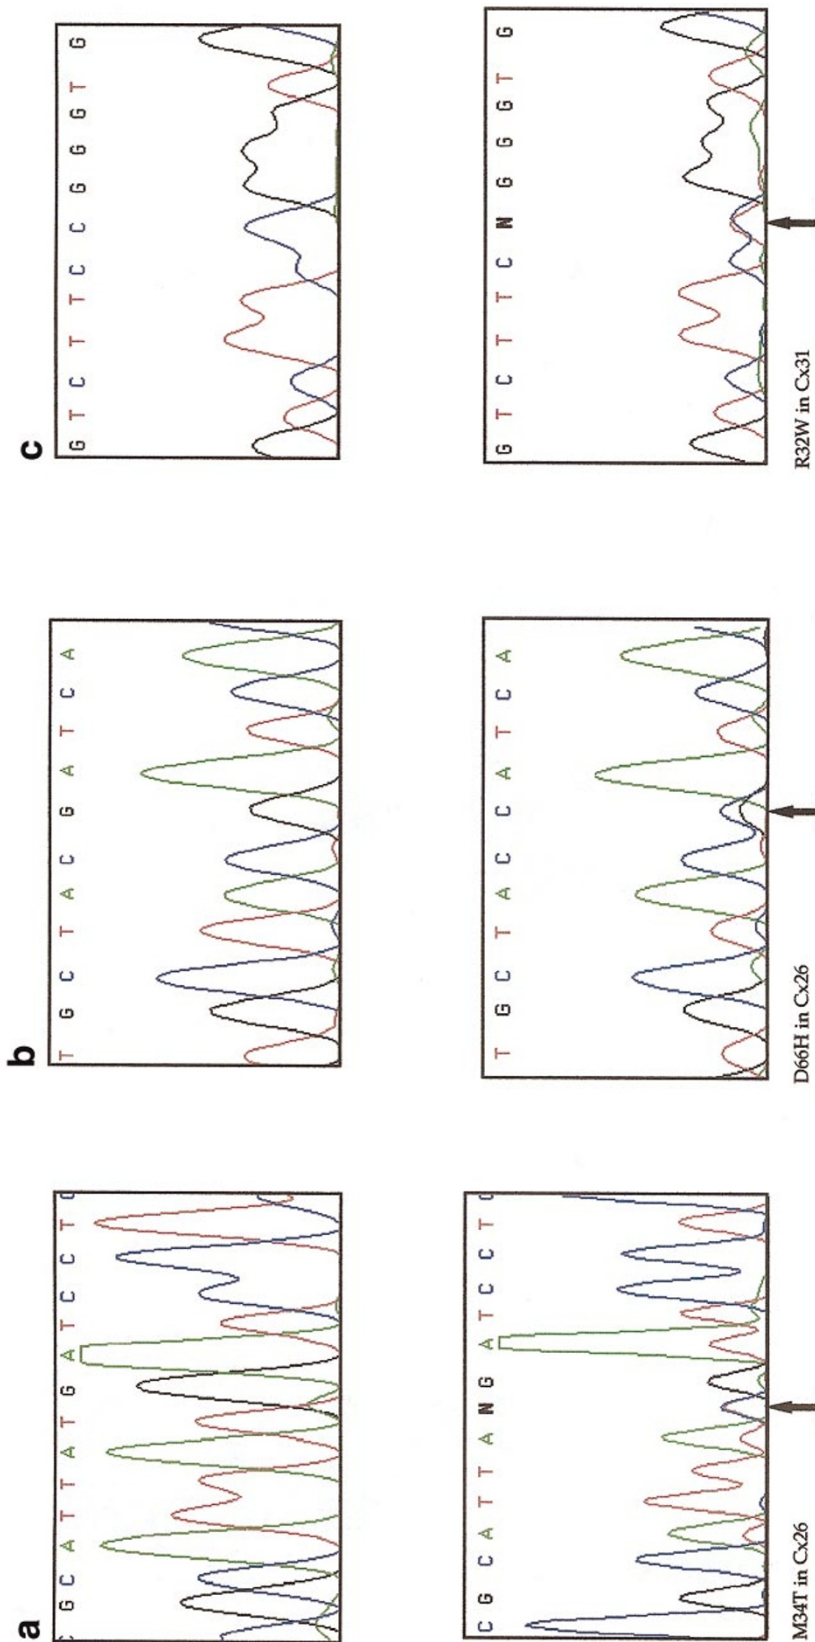 a
C G C A T T A T G A T C C T C
C G C A T T A N G A T C C T C
M34T in Cx26
b
T G C T A C G A T C A
T G C T A C C A T C A
D66H in Cx26
c
G T C T T C C G G G T G
G T C T T C N G G G T G
R32W in Cx31